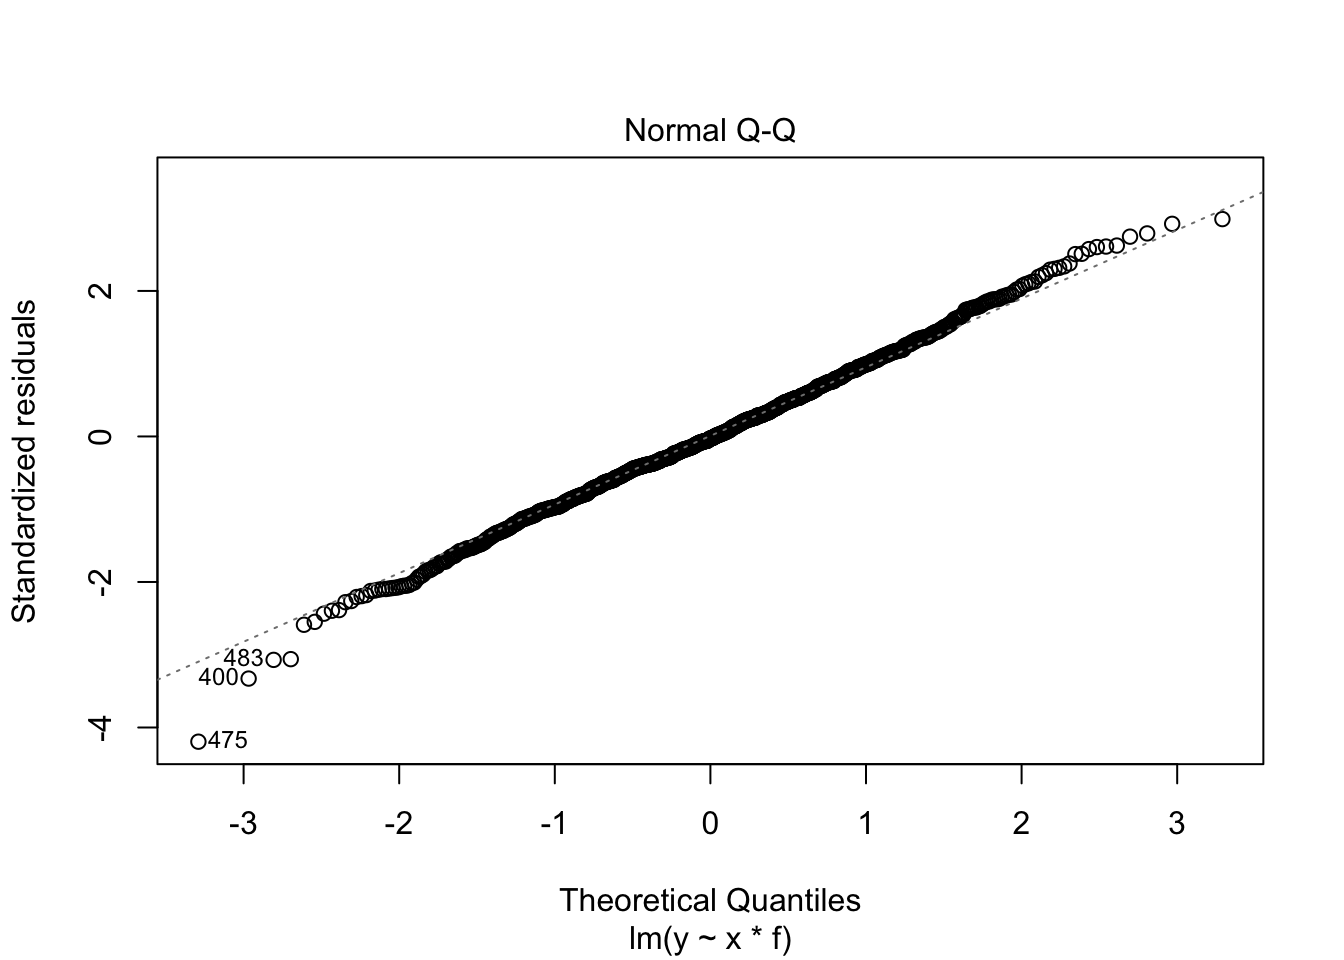 Normal Q-Q
Standardized residuals
2
0
-2
-4
483
400
475
-3 -2 -1 0 1 2 3
Theoretical Quantiles
lm(y ~ x * f)